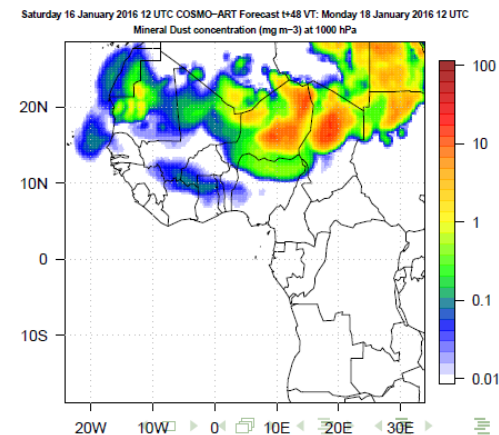 Saturday 16 January 2016 12 UTC COSMO−ART Forecast t+48 VT: Monday 18 January 2016 12 UTC
Mineral Dust concentration (mg m−3) at 1000 hPa
20N
10N
0
10S
20W
10W
0
10E
20E
30E
100
10
1
0.1
0.01